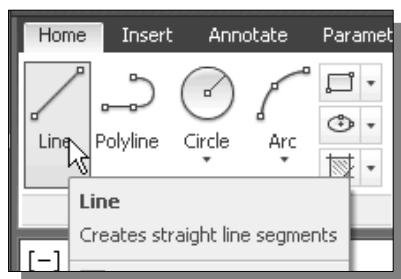 Home Insert Annotate Paramet
Line Polyline Circle Arc
Line
Creates straight line segments
[-]